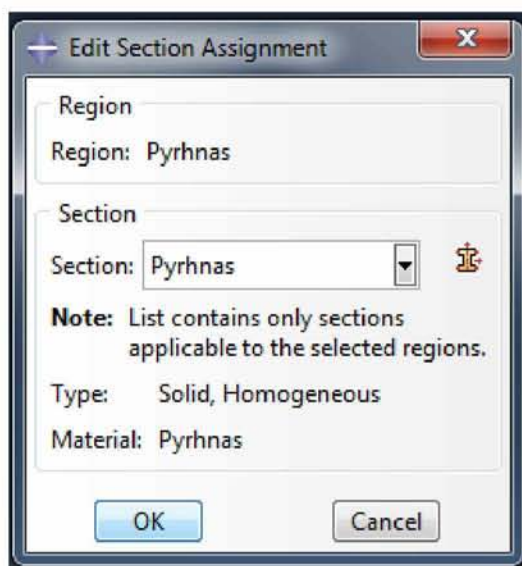 Edit Section Assignment
Region
Region: Pyrhnas
Section
Section: Pyrhnas
Note: List contains only sections
applicable to the selected regions.
Type: Solid, Homogeneous
Material: Pyrhnas
OK Cancel